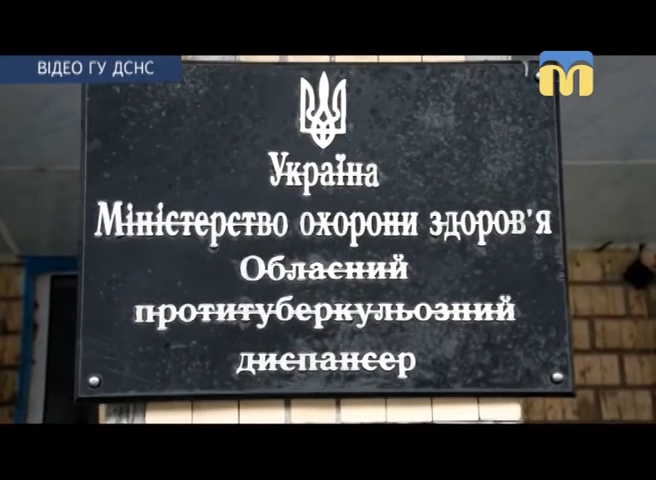 ВІДЕО ГУ ДСНС
М
Україна
Міністерство охорони здоров'я
Обласний
протитуберкульозний
диспансер